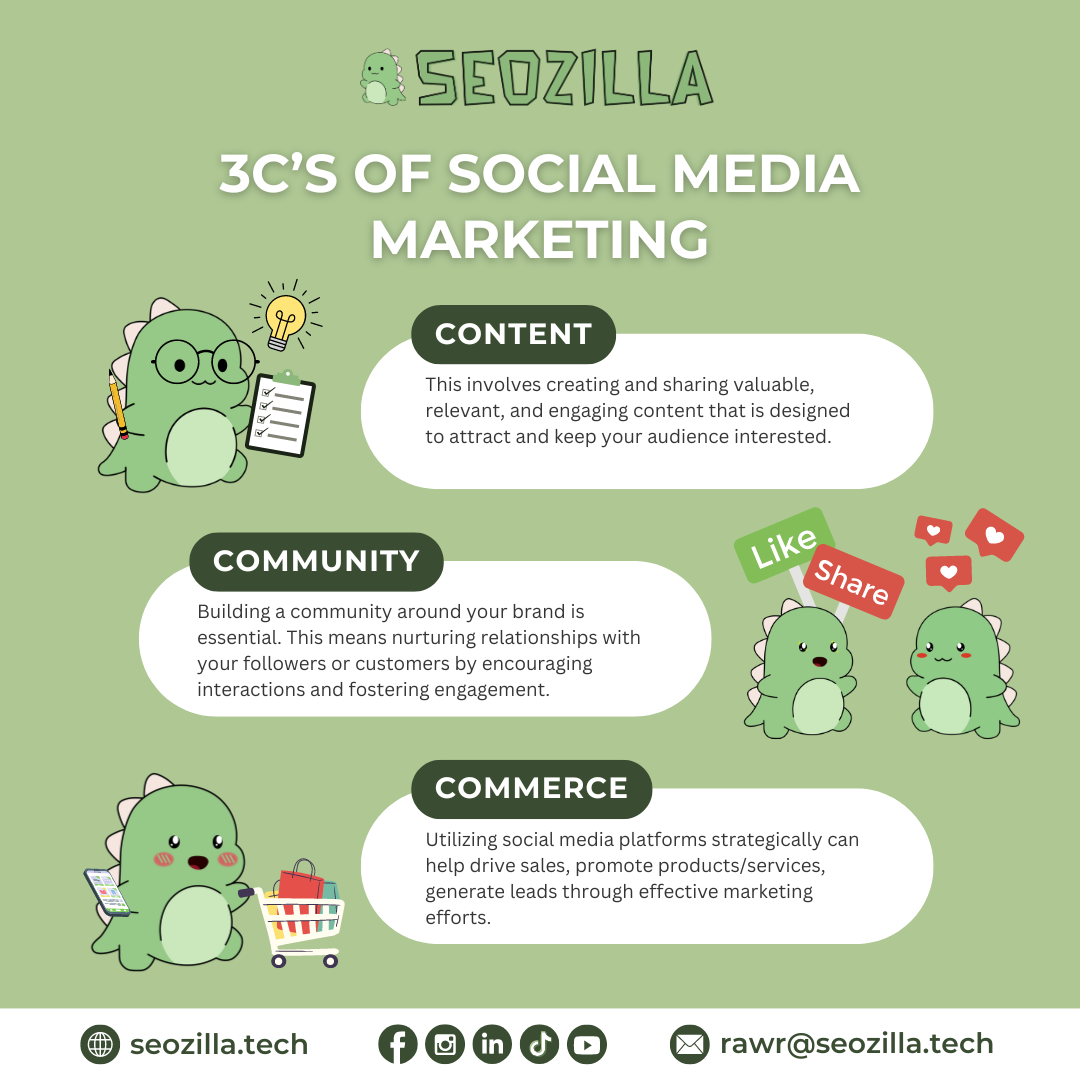 SEOZILLA
3C’S OF SOCIAL MEDIA
MARKETING
CONTENT
This involves creating and sharing valuable,
relevant, and engaging content that is designed
to attract and keep your audience interested.
COMMUNITY
Building a community around your brand is
essential. This means nurturing relationships with
your followers or customers by encouraging
interactions and fostering engagement.
Like
Share
COMMERCE
Utilizing social media platforms strategically can
help drive sales, promote products/services,
generate leads through effective marketing
efforts.
seozilla.tech
rawr@seozilla.tech